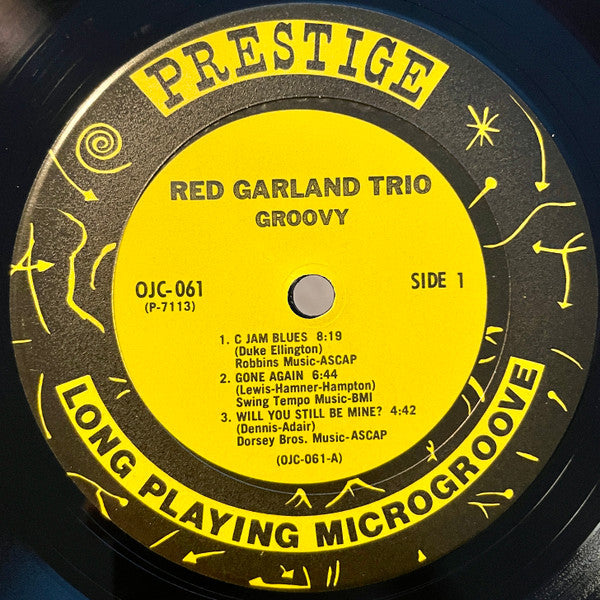 PRESTIGE
RED GARLAND TRIO
GROOVY
OJC-061
(P-7113)
SIDE 1
1. C JAM BLUES 8:19
(Duke Ellington)
Robbins Music-ASCAP
2. GONE AGAIN 6:44
(Lewis-Hamner-Hampton)
Swing Tempo Music-BMI
3. WILL YOU STILL BE MINE? 4:42
(Dennis-Adair)
Dorsey Bros. Music-ASCAP
(OJC-061-A)
LONG PLAYING MICROGROOVE